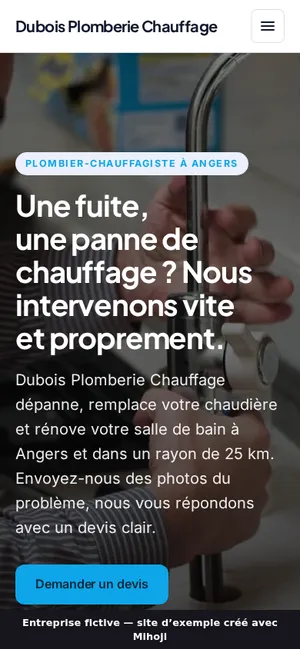 Dubois Plomberie Chauffage
PLOMBIER-CHAUFFAGISTE À ANGERS
Une fuite,
une panne de
chauffage ? Nous
intervenons vite
et proprement.
Dubois Plomberie Chauffage
dépanne, remplace votre chaudière
et rénove votre salle de bain à
Angers et dans un rayon de 25 km.
Envoyez-nous des photos du
problème, nous vous répondons
avec un devis clair.
Demander un devis
Entreprise fictive — site d’exemple créé avec
Mihoji